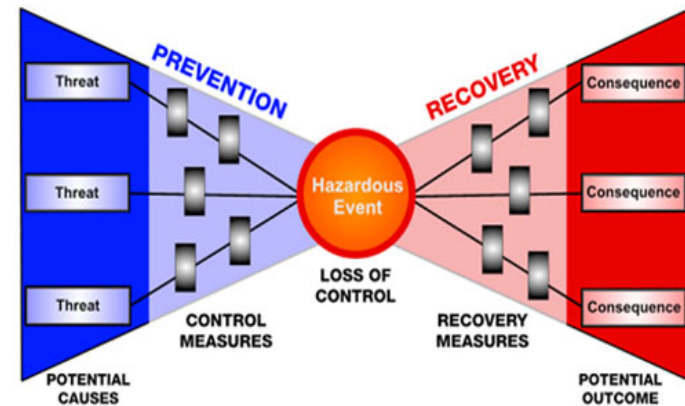 PREVENTION
RECOVERY
Threat
Threat
Threat
Hazardous
Event
Consequence
Consequence
Consequence
LOSS OF
CONTROL
CONTROL
MEASURES
RECOVERY
MEASURES
POTENTIAL
CAUSES
POTENTIAL
OUTCOME